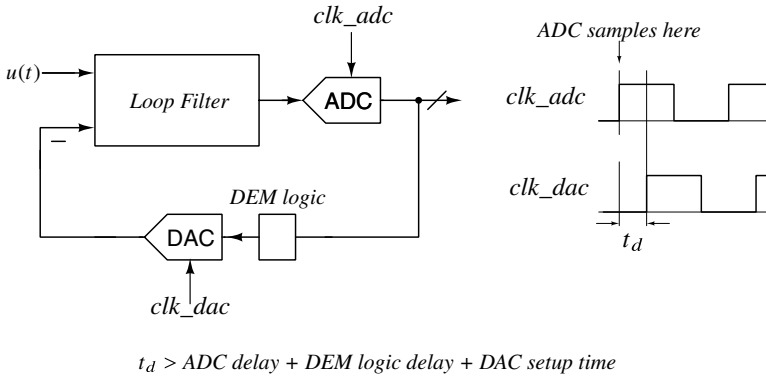 clk_adc
ADC samples here
u(t)
Loop Filter
ADC
clk_adc
DEM logic
clk_dac
DAC
t_d
clk_dac
t_d > ADC delay + DEM logic delay + DAC setup time